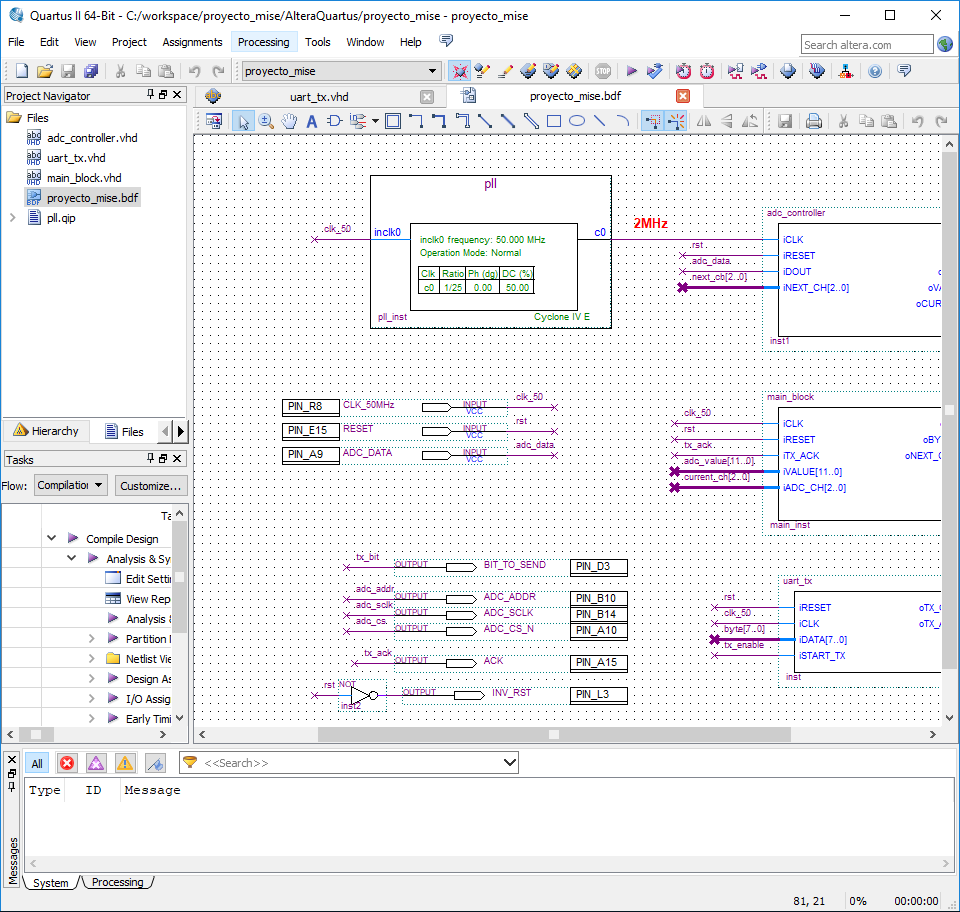 Quartus II 64-Bit - C:/workspace/proyecto_mise/AlteraQuartus/proyecto_mise - proyecto_mise
File Edit View Project Assignments Processing Tools Window Help
Search altera.com
proyecto_mise
STOP
Project Navigator
uart_tx.vhd
proyecto_mise.bdf
Files
adc_controller.vhd
uart_tx.vhd
main_block.vhd
proyecto_mise.bdf
pll.qip
Hierarchy
Files
Tasks
Flow: Compilation Customize...
Ta
Compile Design
Analysis & Sy
Edit Setti
View Rep
Analysis &
Partition
Netlist Vie
Design As
I/O Assig
Early Timi
pll
clk_50
inclk0
c0
inclk0 frequency: 50.000 MHz
Operation Mode: Normal
Clk Ratio Ph (dg) DC (%)
c0 1/25 0.00 50.00
pll_inst
Cyclone IV E
2MHz
adc_controller
rst
adc_data
next_ch[2..0]
iCLK
iRESET
iDOUT
iNEXT_CH[2..0]
oVA
oCUR
inst1
PIN_R8 CLK_50MHz INPUT VCC clk_50
PIN_E15 RESET INPUT VCC rst
PIN_A9 ADC_DATA INPUT VCC adc_data
main_block
clk_50
rst
tx_ack
adc_value[11..0]
current_ch[2..0]
iCLK
iRESET
iTX_ACK
iVALUE[11..0]
iADC_CH[2..0]
oBY
oNEXT_C
main_inst
tx_bit OUTPUT BIT_TO_SEND PIN_D3
adc_addr OUTPUT ADC_ADDR PIN_B10
adc_sclk OUTPUT ADC_SCLK PIN_B14
adc_cs OUTPUT ADC_CS_N PIN_A10
tx_ack OUTPUT ACK PIN_A15
rst NOT OUTPUT INV_RST PIN_L3
inst2
uart_tx
rst
clk_50
byte[7..0]
tx_enable
iRESET
iCLK
iDATA[7..0]
iSTART_TX
oTX_C
oTX_A
inst
All
<<Search>>
Type ID Message
Messages
System Processing
81, 21 0% 00:00:00